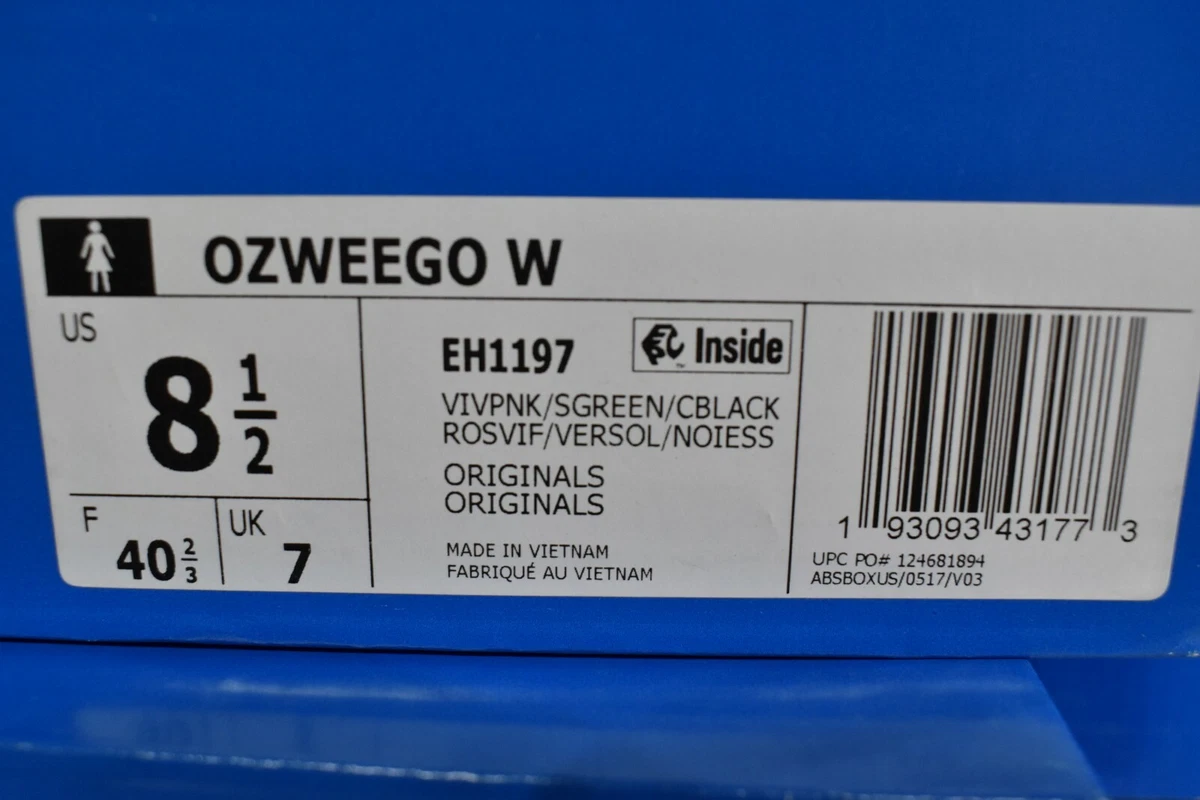 OZWEEGO W
US
8 1/2
F
40 2/3
UK
7
EH1197
Inside
™
VIVPNK/SGREEN/CBLACK
ROSVIF/VERSOL/NOIESS
ORIGINALS
ORIGINALS
MADE IN VIETNAM
FABRIQUÉ AU VIETNAM
1 93093 43177 3
UPC PO# 124681894
ABSBOXUS/0517/V03